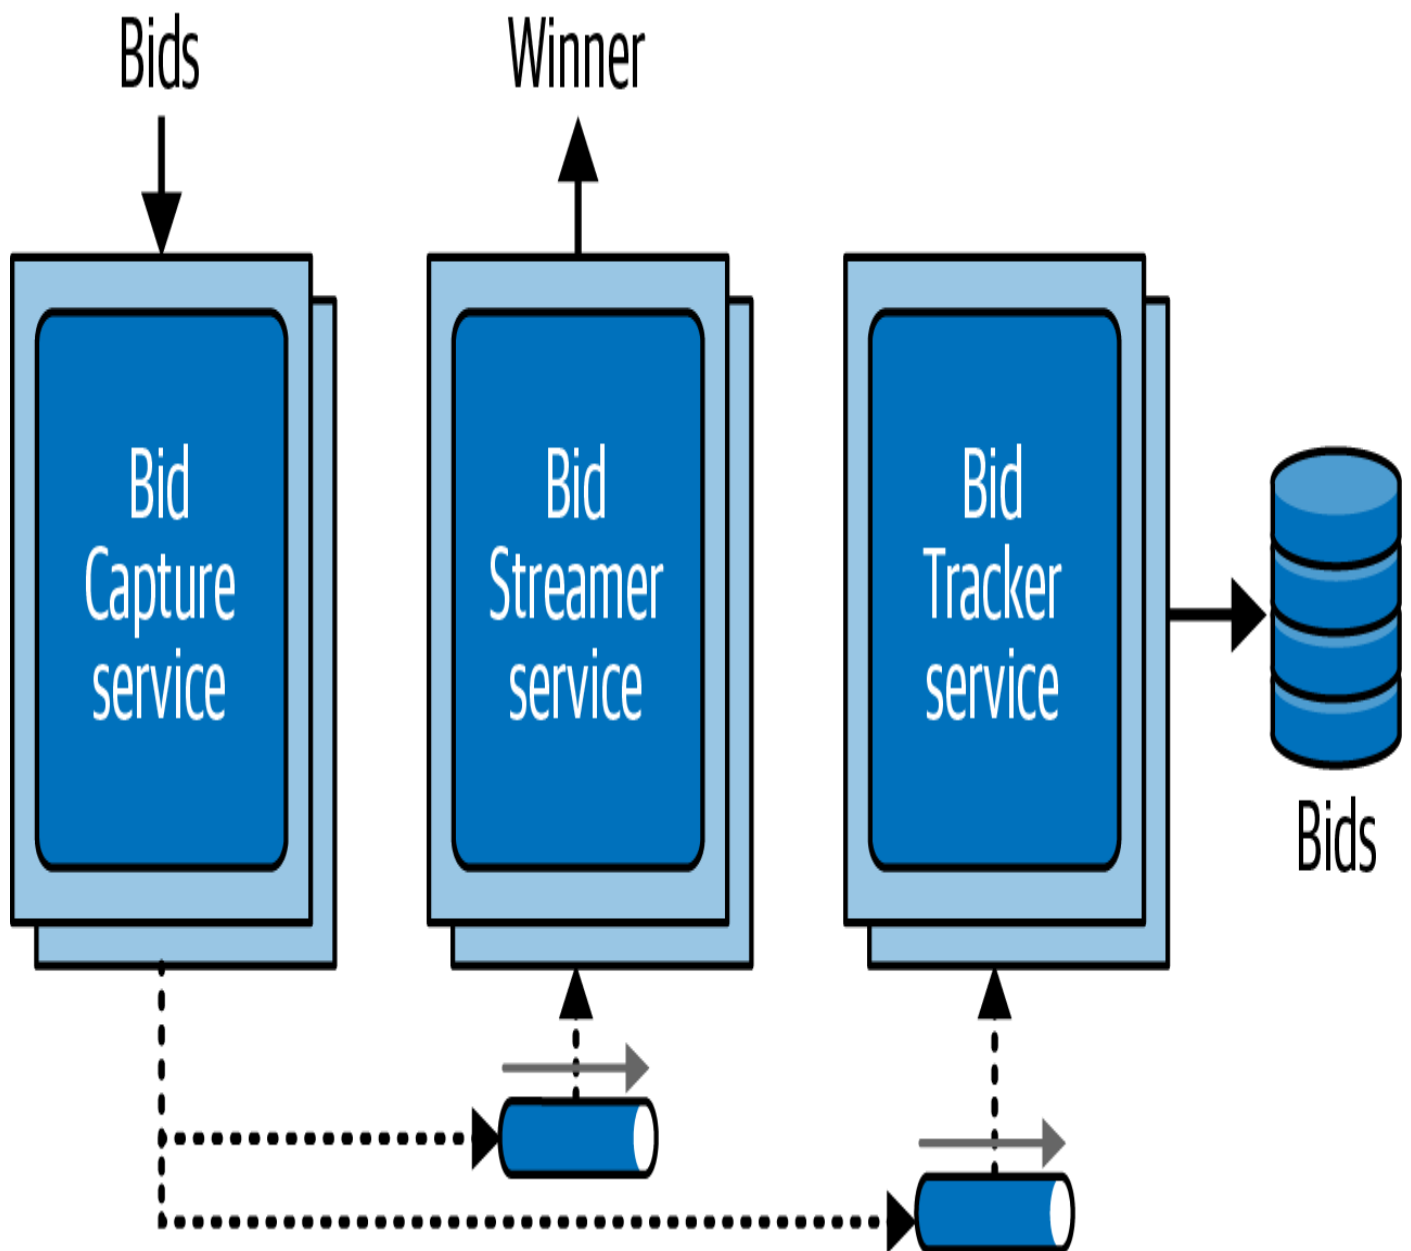 Bids
Winner
Bid
Capture
service
Bid
Streamer
service
Bid
Tracker
service
Bids